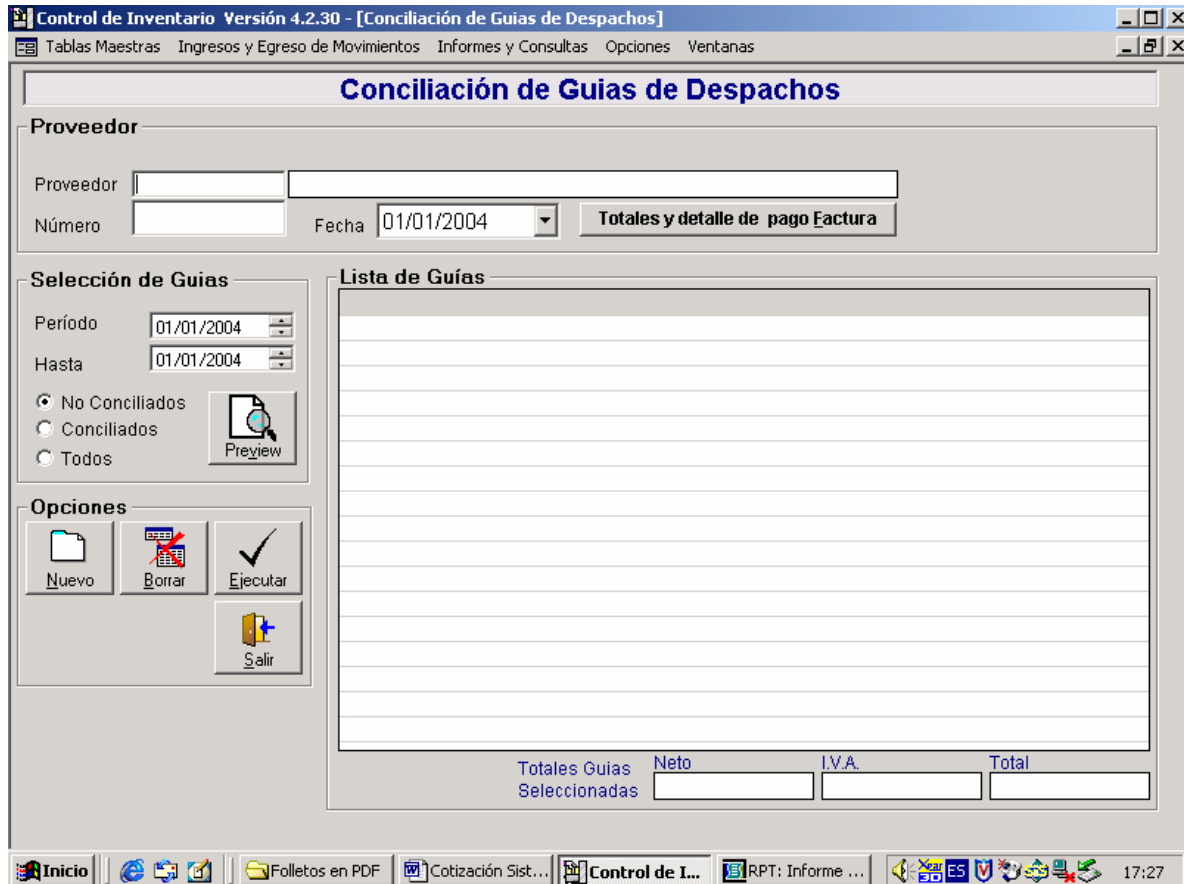 Control de Inventario Versión 4.2.30 - [Conciliación de Guias de Despachos]
Tablas Maestras Ingresos y Egreso de Movimientos Informes y Consultas Opciones Ventanas
Conciliación de Guias de Despachos
Proveedor
Proveedor
Número Fecha 01/01/2004 Totales y detalle de pago Factura
Selección de Guias
Período 01/01/2004
Hasta 01/01/2004
No Conciliados
Conciliados
Todos
Preview
Opciones
Nuevo Borrar Ejecutar
Salir
Lista de Guías
Totales Guias Seleccionadas
Neto I.V.A. Total
Inicio Folletos en PDF Cotización Sist... Control de I... RPT: Informe ... ES 17:27